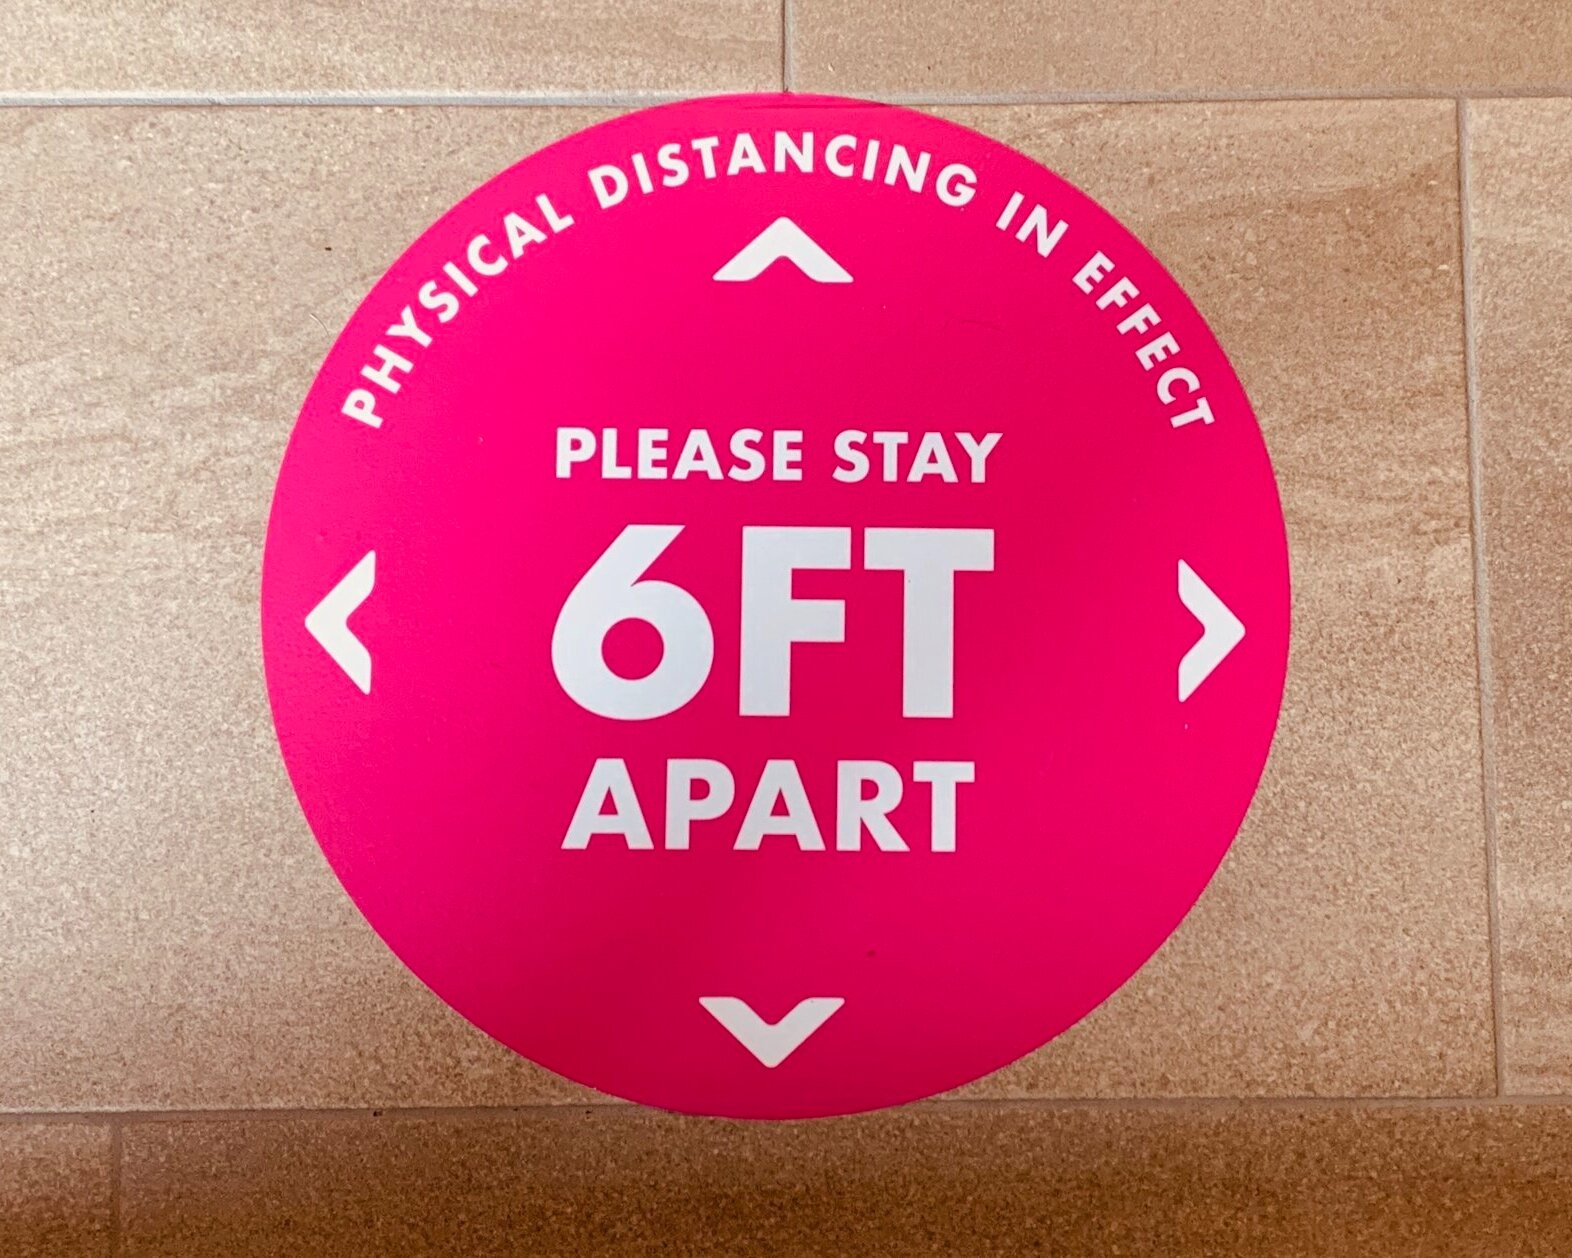 PHYSICAL DISTANCING IN EFFECT
PLEASE STAY
6FT
APART